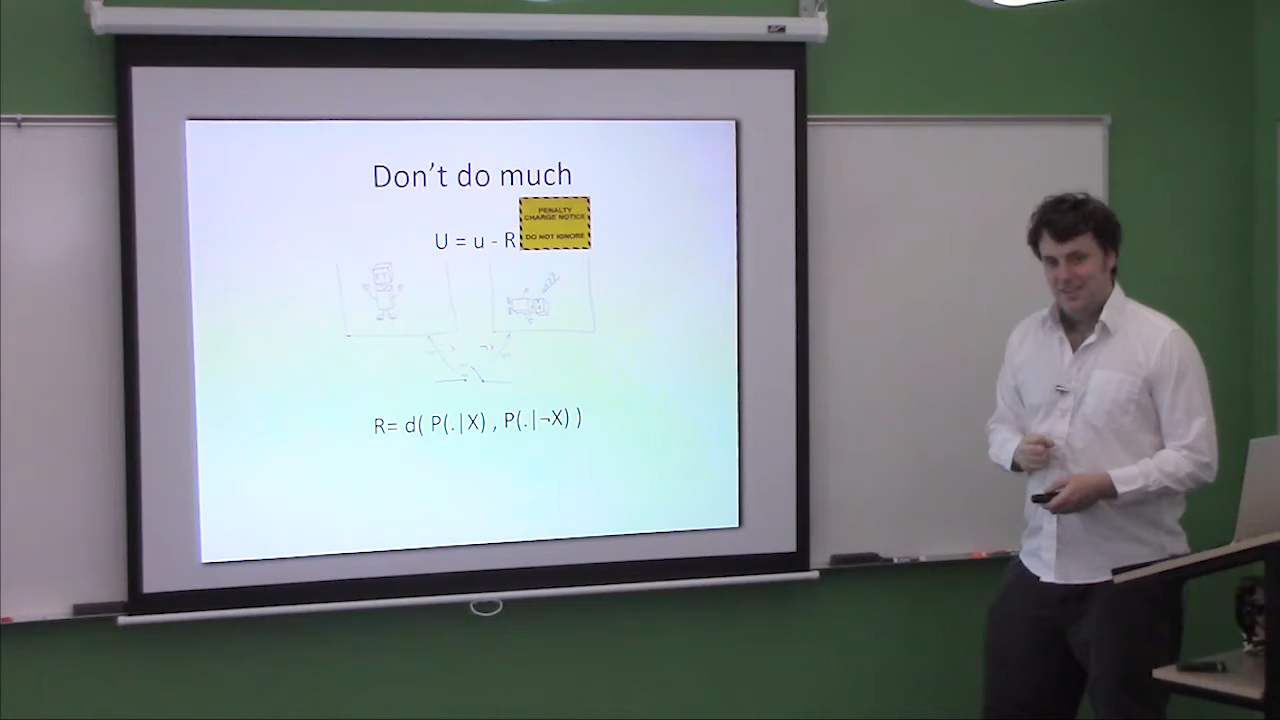 Don't do much
PENALTY
CHARGE NOTICE
DO NOT IGNORE
U = u - R
¬X
R= d( P(.|X) , P(.|¬X) )